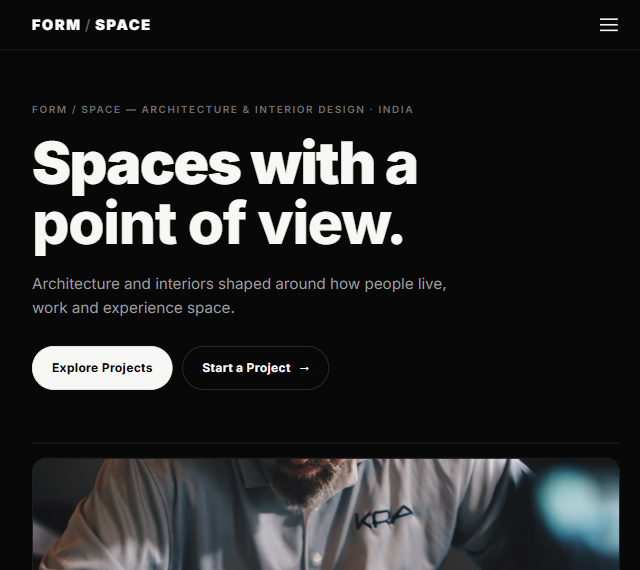 FORM / SPACE
FORM / SPACE — ARCHITECTURE & INTERIOR DESIGN · INDIA
Spaces with a
point of view.
Architecture and interiors shaped around how people live,
work and experience space.
Explore Projects
Start a Project →
KRA